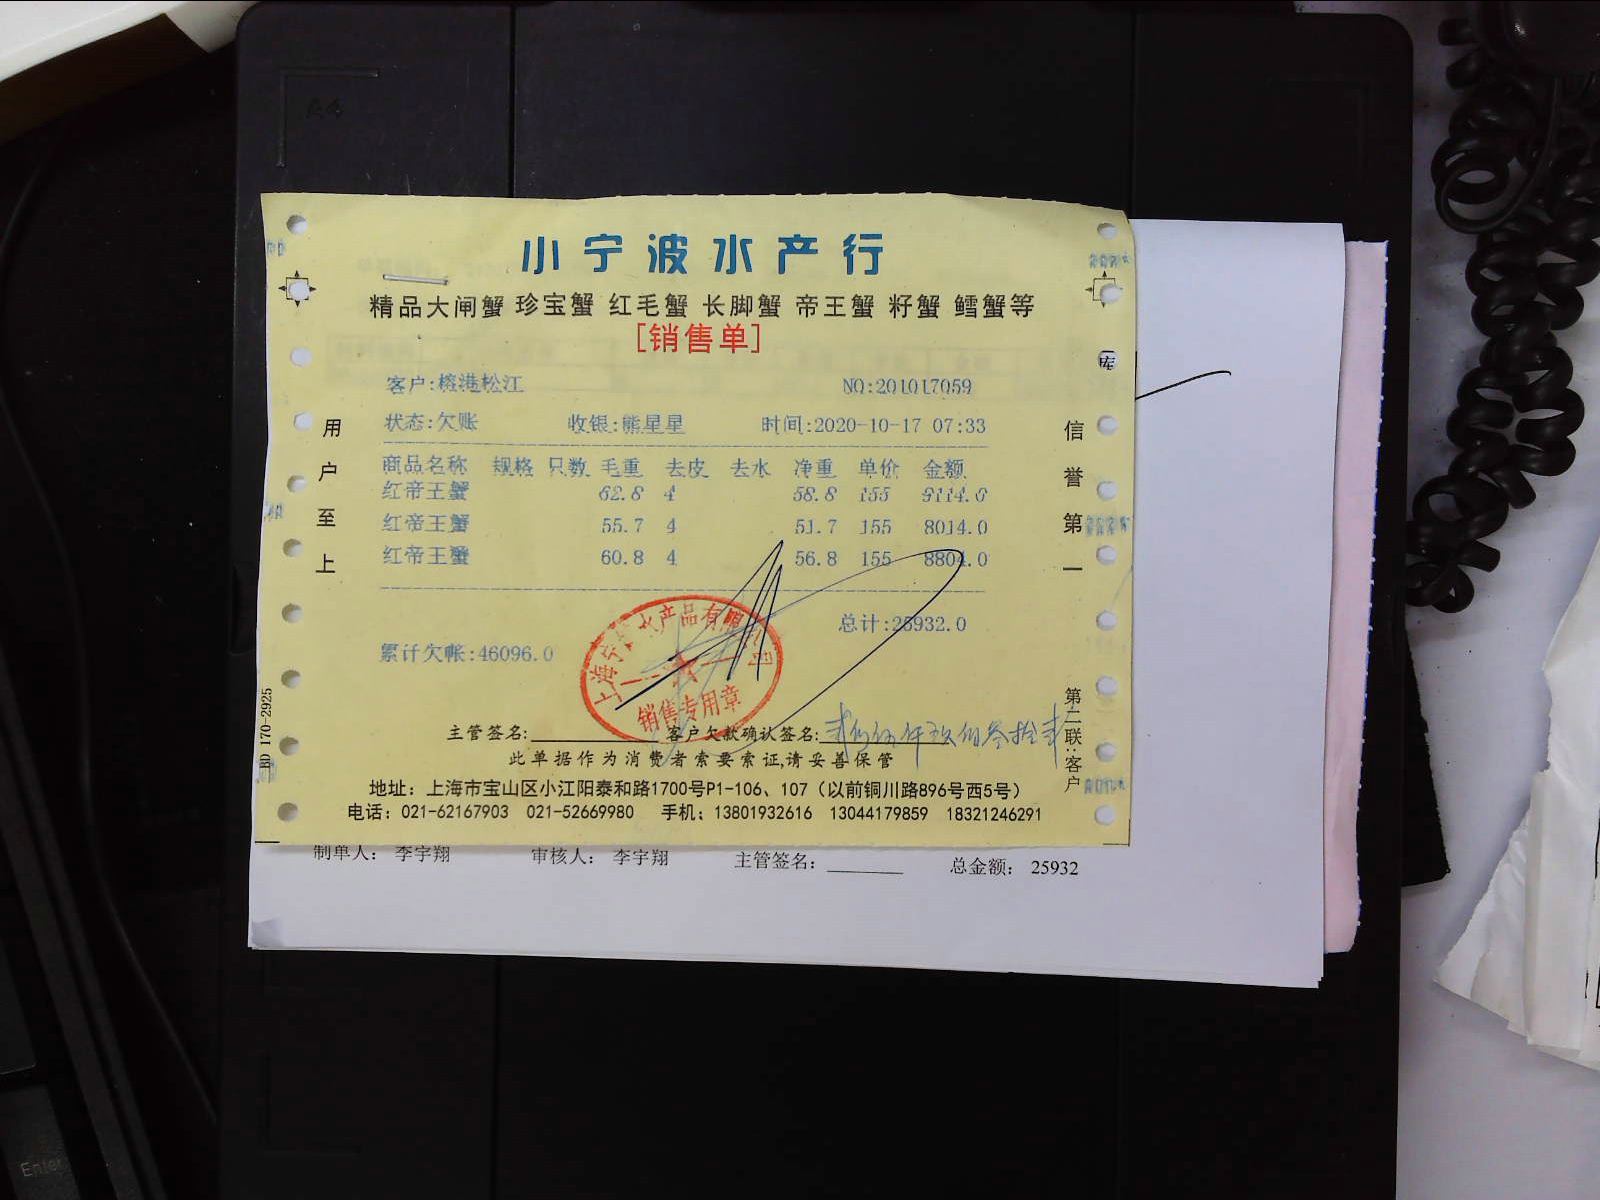 小宁波水产行
精品大闸蟹 珍宝蟹 红毛蟹 长脚蟹 帝王蟹 籽蟹 鳕蟹等
[销售单]
客户:榕港松江 NO:201017059
状态:欠账 收银:熊星星 时间:2020-10-17 07:33
商品名称 规格 只数 毛重 去皮 去水 净重 单价 金额
红帝王蟹 62.8 4 58.8 155 9114.0
红帝王蟹 55.7 4 51.7 155 8014.0
红帝王蟹 60.8 4 56.8 155 8804.0
总计:25932.0
累计欠帐:46096.0
销售专用章
主管签名: 客户欠款确认签名:
此单据作为消费者索要索证,请妥善保管
地址：上海市宝山区小江阳泰和路1700号P1-106、107（以前铜川路896号西5号）
电话：021-62167903 021-52669980 手机：13801932616 13044179859 18321246291
用户至上
信誉第一
第二联:客户
BD 170-2925
库
制单人： 李宇翔 审核人： 李宇翔 主管签名： 总金额： 25932
Enter